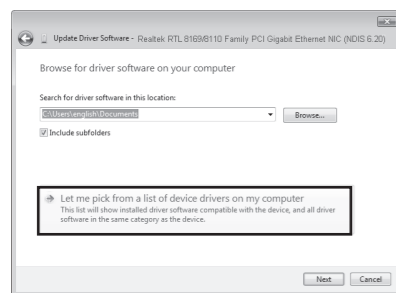 Update Driver Software - Realtek RTL 8169/8110 Family PCI Gigabit Ethernet NIC (NDIS 6.20)
Browse for driver software on your computer
Search for driver software in this location:
C:\Users\english\Documents
Browse...
Include subfolders
Let me pick from a list of device drivers on my computer
This list will show installed driver software compatible with the device, and all driver
software in the same category as the device.
Next Cancel